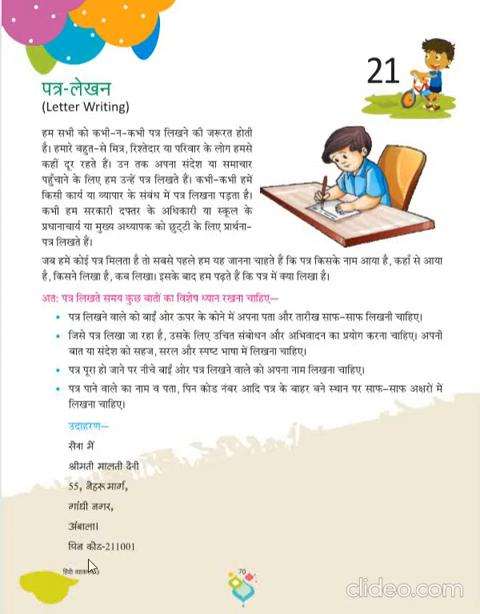 21
पत्र-लेखन
(Letter Writing)
हम सभी को कभी-न-कभी पत्र लिखने की जरूरत होती
है। हमारे बहुत-से मित्र, रिश्तेदार या परिवार के लोग हमसे
कहीं दूर रहते हैं। उन तक अपना संदेश या समाचार
पहुँचाने के लिए हम उन्हें पत्र लिखते हैं। कभी-कभी हमें
किसी कार्य या व्यापार के संबंध में पत्र लिखना पड़ता है।
कभी हम सरकारी दफ्तर के अधिकारी या स्कूल के
प्रधानाचार्य या मुख्य अध्यापक को छुट्टी के लिए प्रार्थना-
पत्र लिखते हैं।
जब हमें कोई पत्र मिलता है तो सबसे पहले हम यह जानना चाहते हैं कि पत्र किसके नाम आया है, कहाँ से आया
है, किसने लिखा है, कब लिखा। इसके बाद हम पढ़ते हैं कि पत्र में क्या लिखा है।
अतः पत्र लिखते समय कुछ बातों का विशेष ध्यान रखना चाहिए—
• पत्र लिखने वाले को बाईं ओर ऊपर के कोने में अपना पता और तारीख साफ-साफ लिखनी चाहिए।
• जिसे पत्र लिखा जा रहा है, उसके लिए उचित संबोधन और अभिवादन का प्रयोग करना चाहिए। अपनी
बात या संदेश को सहज, सरल और स्पष्ट भाषा में लिखना चाहिए।
• पत्र पूरा हो जाने पर नीचे बाईं ओर पत्र लिखने वाले को अपना नाम लिखना चाहिए।
• पत्र पाने वाले का नाम व पता, पिन कोड नंबर आदि पत्र के बाहर बने स्थान पर साफ-साफ अक्षरों में
लिखना चाहिए।
उदाहरण—
सेवा में
श्रीमती मालती देवी
55, नेहरू मार्ग,
गांधी नगर,
अंबाला।
पिन कोड-211001
हिंदी
70
clideo.com